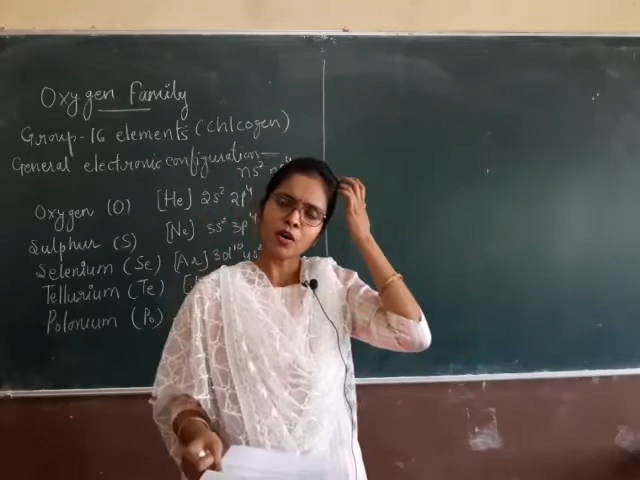 Oxygen Family
Group-16 elements (chlcogen)
General electronic configuration—
ns² np⁴
Oxygen (O) [He] 2s² 2p⁴
Sulphur (S) [Ne] 3s² 3p⁴
Selenium (Se) [Ar] 3d¹⁰ 4s²
Tellurium (Te)
Polonium (Po)